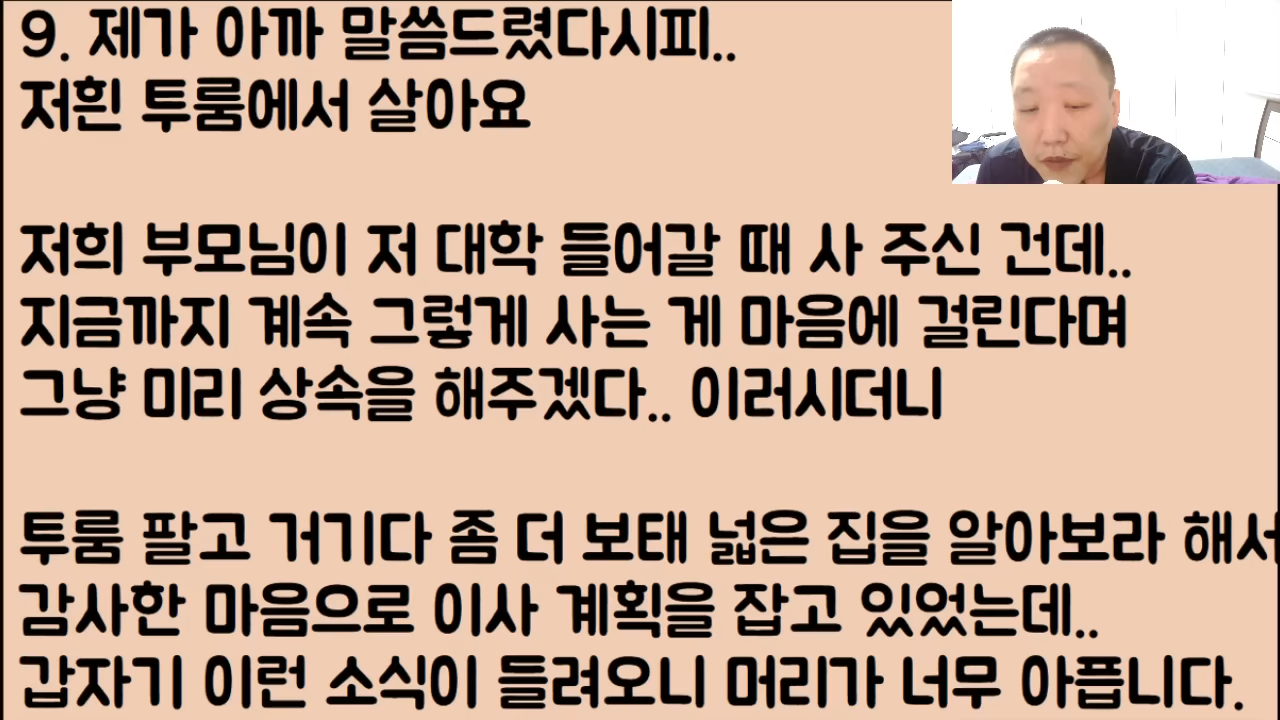 9. 제가 아까 말씀드렸다시피..
저흰 투룸에서 살아요
저희 부모님이 저 대학 들어갈 때 사 주신 건데..
지금까지 계속 그렇게 사는 게 마음에 걸린다며
그냥 미리 상속을 해주겠다.. 이러시더니
투룸 팔고 거기다 좀 더 보태 넓은 집을 알아보라 해서
감사한 마음으로 이사 계획을 잡고 있었는데..
갑자기 이런 소식이 들려오니 머리가 너무 아픕니다.